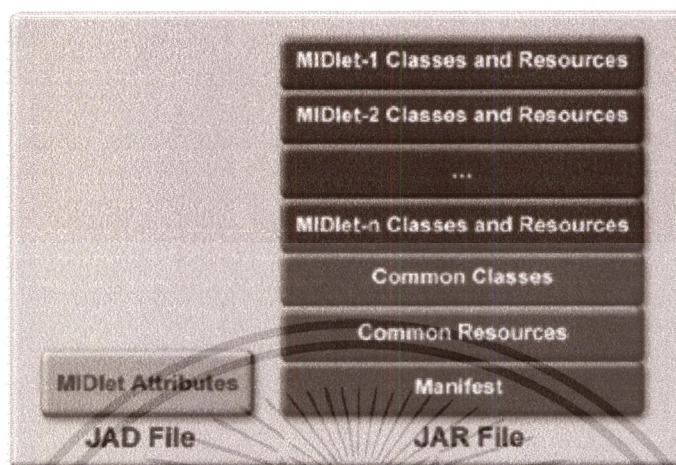 MIDlet-1 Classes and Resources
MIDlet-2 Classes and Resources
...
MIDlet-n Classes and Resources
Common Classes
Common Resources
MIDlet Attributes
Manifest
JAD File
JAR File